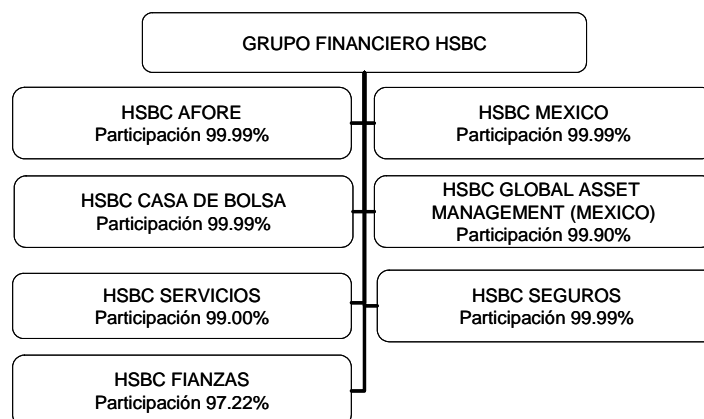 GRUPO FINANCIERO HSBC
HSBC AFORE
Participación 99.99%
HSBC MEXICO
Participación 99.99%
HSBC CASA DE BOLSA
Participación 99.99%
HSBC GLOBAL ASSET
MANAGEMENT (MEXICO)
Participación 99.90%
HSBC SERVICIOS
Participación 99.00%
HSBC SEGUROS
Participación 99.99%
HSBC FIANZAS
Participación 97.22%